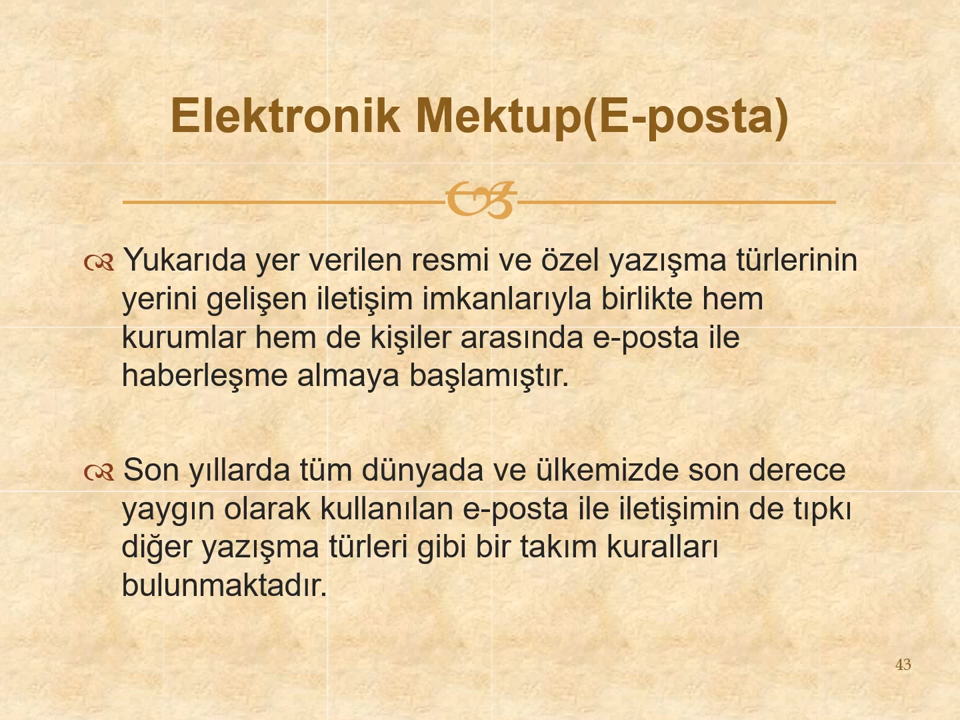 Elektronik Mektup(E-posta)
Yukarıda yer verilen resmi ve özel yazışma türlerinin
yerini gelişen iletişim imkanlarıyla birlikte hem
kurumlar hem de kişiler arasında e-posta ile
haberleşme almaya başlamıştır.
Son yıllarda tüm dünyada ve ülkemizde son derece
yaygın olarak kullanılan e-posta ile iletişimin de tıpkı
diğer yazışma türleri gibi bir takım kuralları
bulunmaktadır.
43